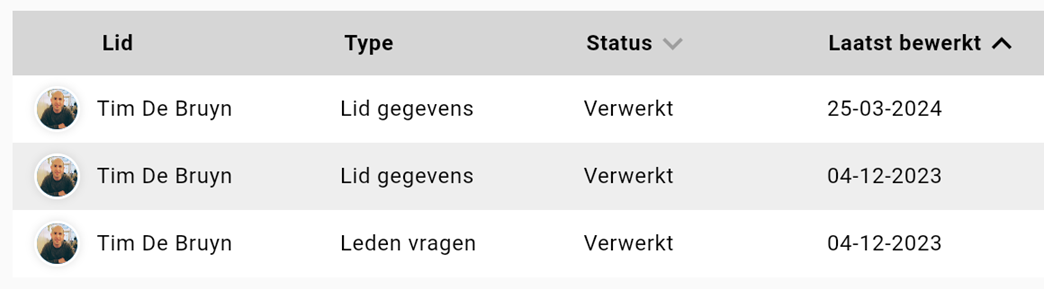 Lid Type Status Laatst bewerkt
Tim De Bruyn Lid gegevens Verwerkt 25-03-2024
Tim De Bruyn Lid gegevens Verwerkt 04-12-2023
Tim De Bruyn Leden vragen Verwerkt 04-12-2023